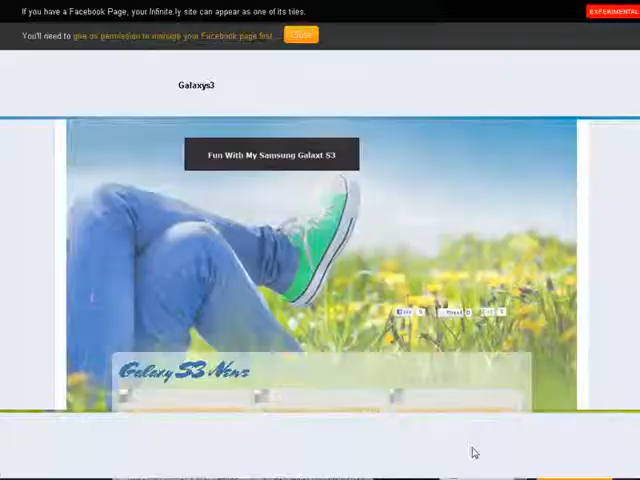 If you have a Facebook Page, your Infinite.ly site can appear as one of its tiles.
EXPERIMENTAL
You'll need to give us permission to manage your Facebook page first...
Close
Galaxys3
Fun With My Samsung Galaxt S3
Galaxy S3 News